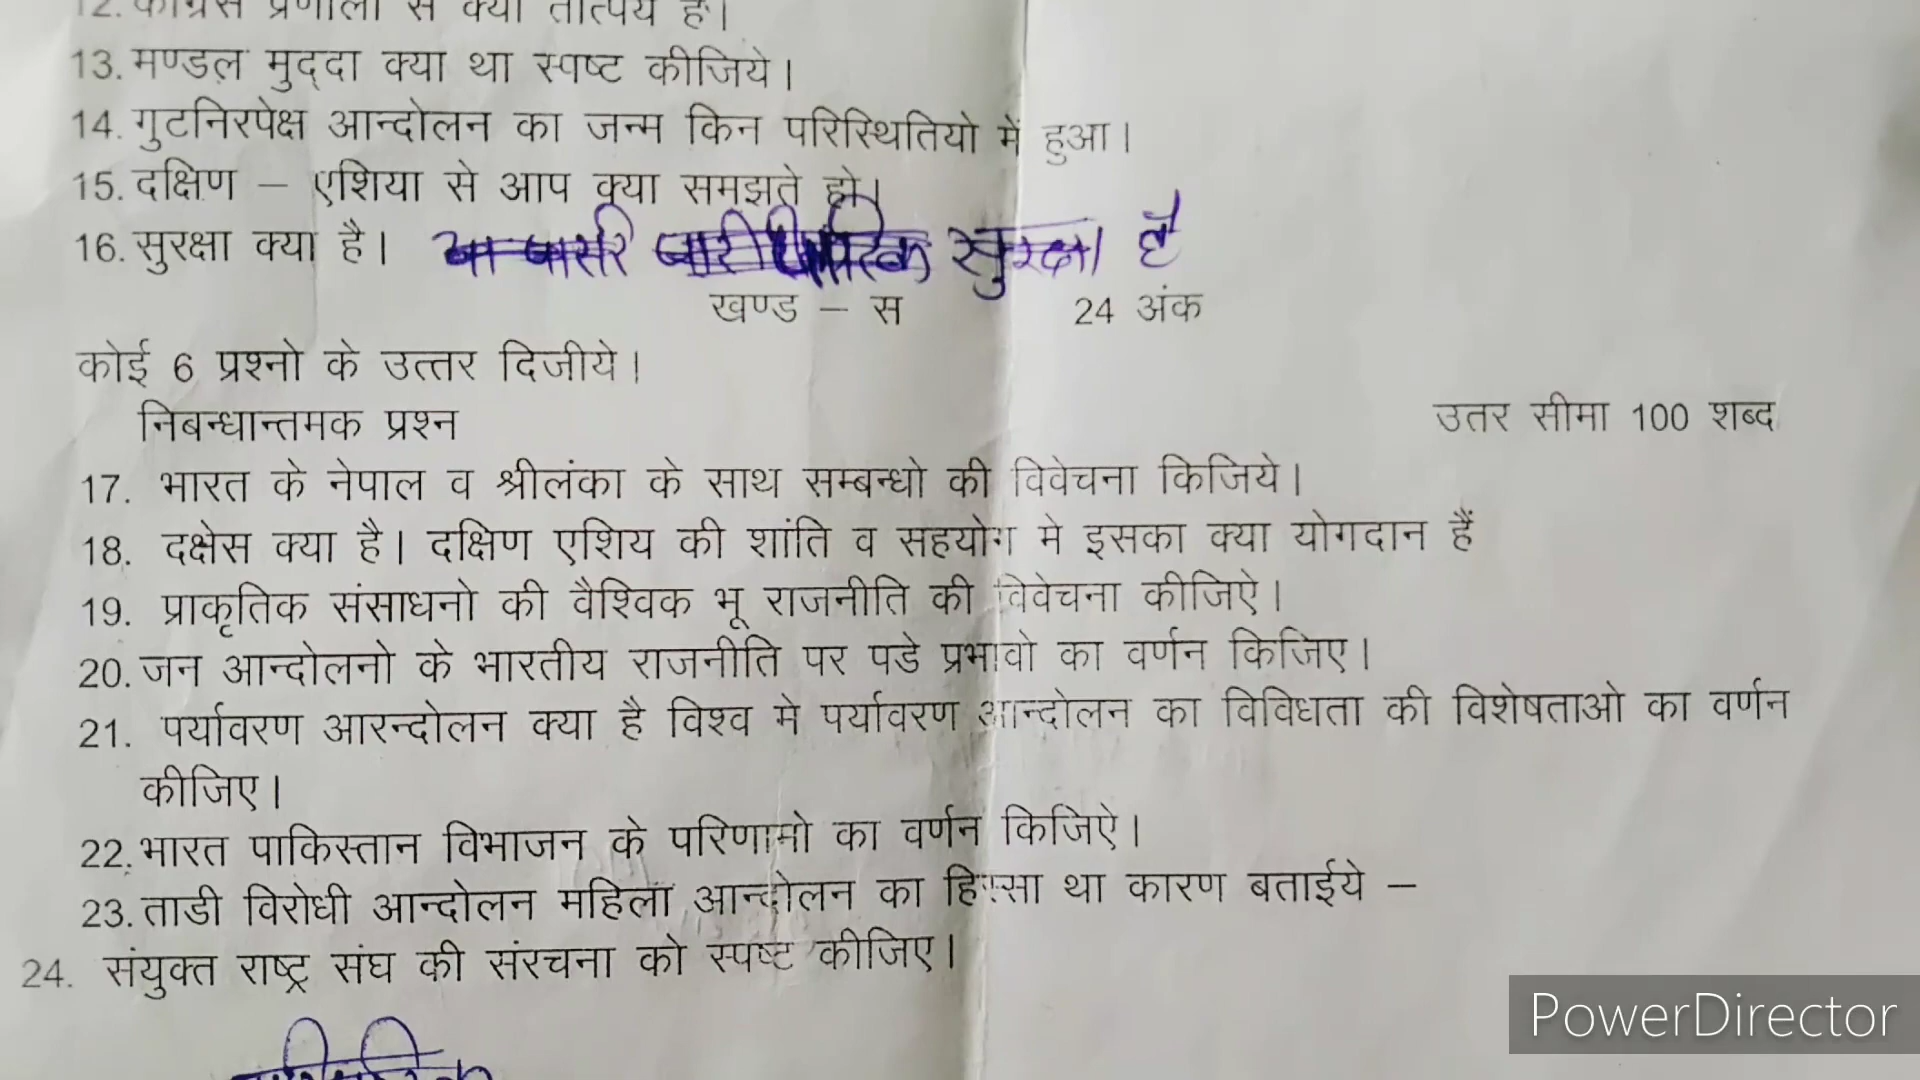 12. काग्रेस प्रणाली से क्या तात्पर्य है।
13. मण्डल मुद्दा क्या था स्पष्ट कीजिये।
14. गुटनिरपेक्ष आन्दोलन का जन्म किन परिस्थितियो में हुआ।
15. दक्षिण – एशिया से आप क्या समझते हो।
16. सुरक्षा क्या है। सुरक्षा है
खण्ड – स 24 अंक
कोई 6 प्रश्नो के उत्तर दिजीये।
निबन्धान्तमक प्रश्न उतर सीमा 100 शब्द
17. भारत के नेपाल व श्रीलंका के साथ सम्बन्धो की विवेचना किजिये।
18. दक्षेस क्या है। दक्षिण एशिय की शांति व सहयोग मे इसका क्या योगदान हैं
19. प्राकृतिक संसाधनो की वैश्विक भू राजनीति की विवेचना कीजिऐ।
20. जन आन्दोलनो के भारतीय राजनीति पर पडे प्रभावो का वर्णन किजिए।
21. पर्यावरण आरन्दोलन क्या है विश्व मे पर्यावरण आन्दोलन का विविधता की विशेषताओ का वर्णन
कीजिए।
22. भारत पाकिस्तान विभाजन के परिणामो का वर्णन किजिऐ।
23. ताडी विरोधी आन्दोलन महिला आन्दोलन का हिस्सा था कारण बताईये –
24. संयुक्त राष्ट्र संघ की संरचना को स्पष्ट कीजिए।
PowerDirector